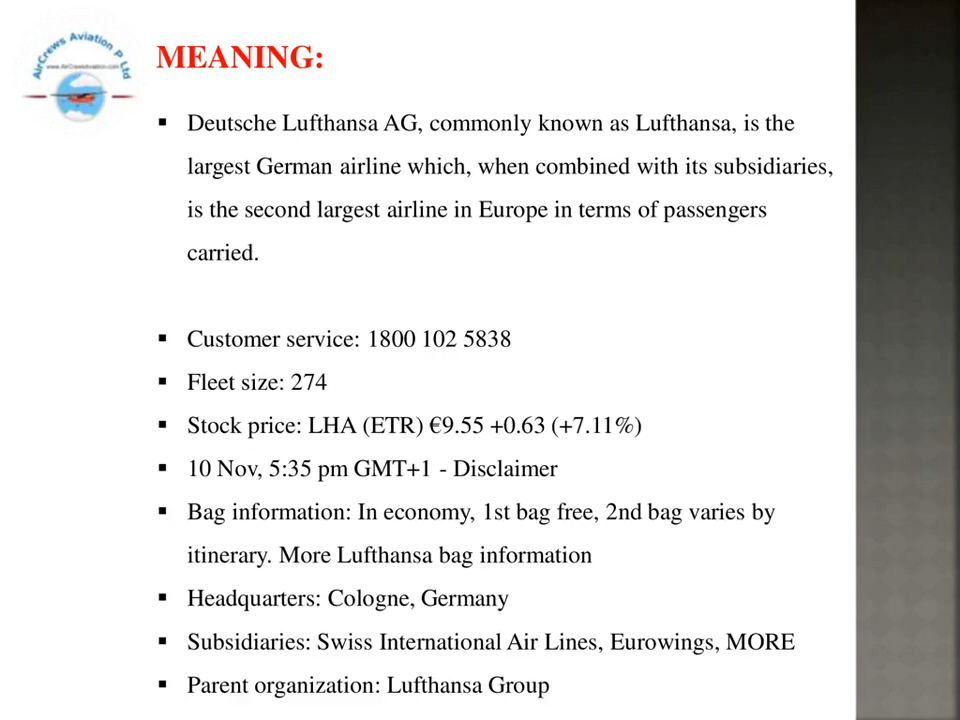 AirCrews Aviation P Ltd
www.AirCrewsAviation.com
MEANING:
▪ Deutsche Lufthansa AG, commonly known as Lufthansa, is the
largest German airline which, when combined with its subsidiaries,
is the second largest airline in Europe in terms of passengers
carried.
▪ Customer service: 1800 102 5838
▪ Fleet size: 274
▪ Stock price: LHA (ETR) €9.55 +0.63 (+7.11%)
▪ 10 Nov, 5:35 pm GMT+1 - Disclaimer
▪ Bag information: In economy, 1st bag free, 2nd bag varies by
itinerary. More Lufthansa bag information
▪ Headquarters: Cologne, Germany
▪ Subsidiaries: Swiss International Air Lines, Eurowings, MORE
▪ Parent organization: Lufthansa Group